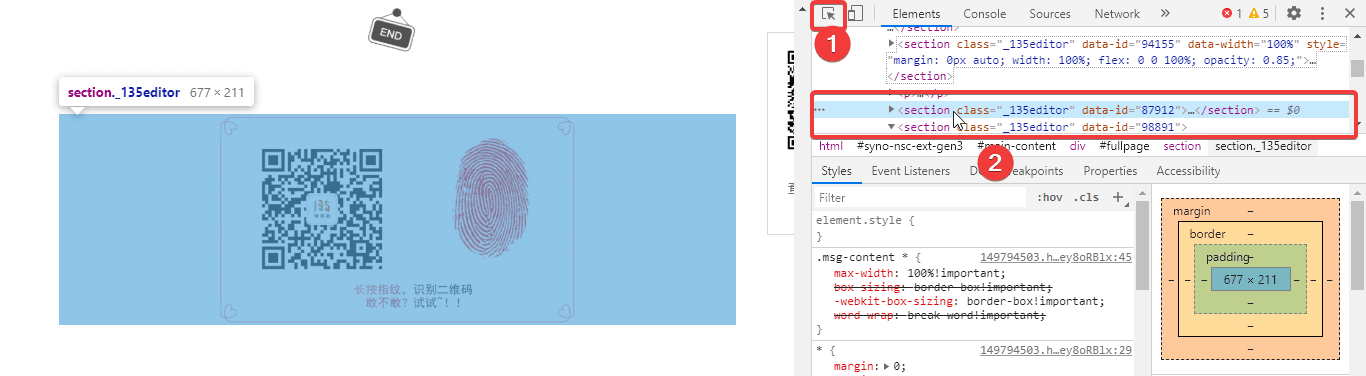 END
section._135editor 677 × 211
135
长按指纹，识别二维码
敢不敢？试试~！！
1
Elements Console Sources Network » 1 5
…</section>
<section class="_135editor" data-id="94155" data-width="100%" style=
"margin: 0px auto; width: 100%; flex: 0 0 100%; opacity: 0.85;">…
</section>
<p>…</p>
… <section class="_135editor" data-id="87912">…</section> == $0
<section class="_135editor" data-id="98891">
html #syno-nsc-ext-gen3 #main-content div #fullpage section section._135editor
2
Styles Event Listeners Breakpoints Properties Accessibility
Filter :hov .cls +
element.style {
}
.msg-content * { 149794503.h…ey8oRBlx:45
max-width: 100%!important;
box-sizing: border-box!important;
-webkit-box-sizing: border-box!important;
word-wrap: break-word!important;
}
* { 149794503.h…ey8oRBlx:29
margin: 0;
margin –
border –
padding –
– – – 677 × 211 – – –
–
–
–